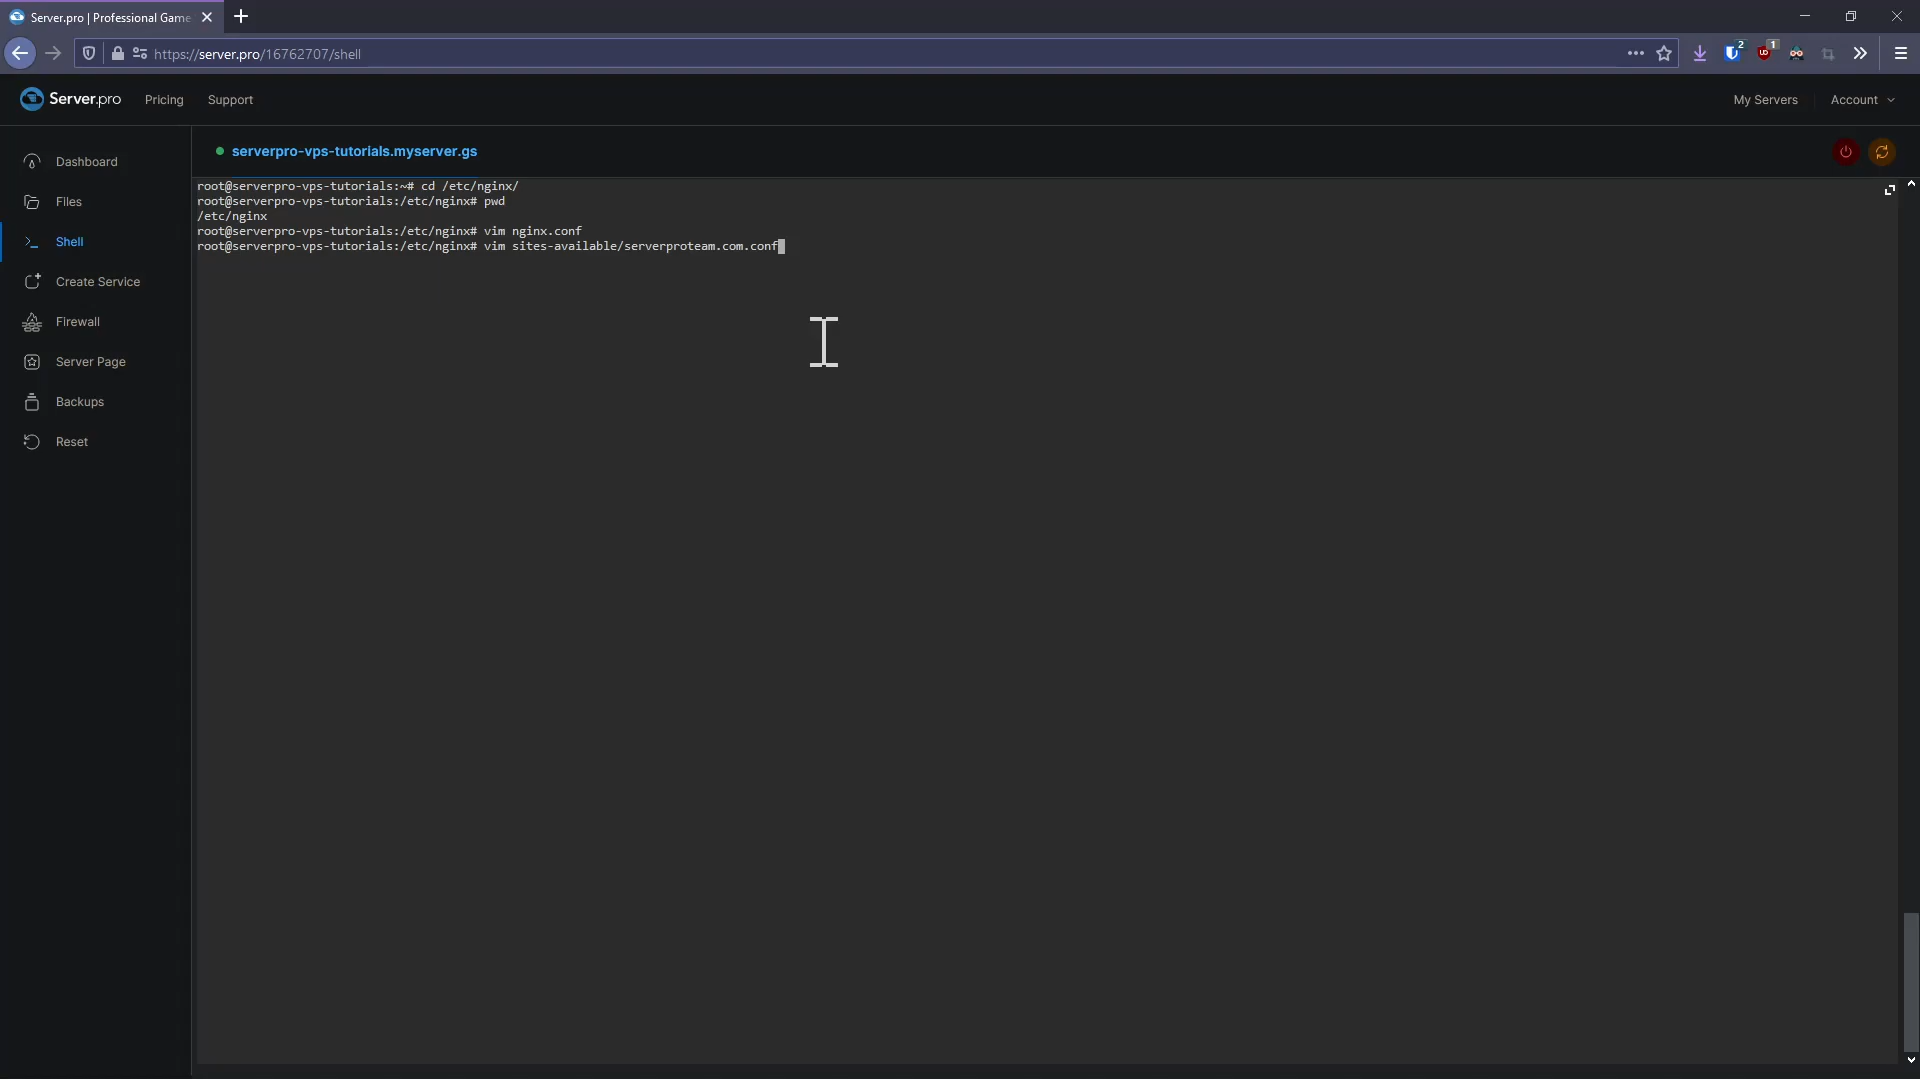 Server.pro | Professional Game
https://server.pro/16762707/shell
2
1
Server.pro
Pricing
Support
My Servers
Account
Dashboard
Files
Shell
Create Service
Firewall
Server Page
Backups
Reset
serverpro-vps-tutorials.myserver.gs
root@serverpro-vps-tutorials:~# cd /etc/nginx/
root@serverpro-vps-tutorials:/etc/nginx# pwd
/etc/nginx
root@serverpro-vps-tutorials:/etc/nginx# vim nginx.conf
root@serverpro-vps-tutorials:/etc/nginx# vim sites-available/serverproteam.com.conf